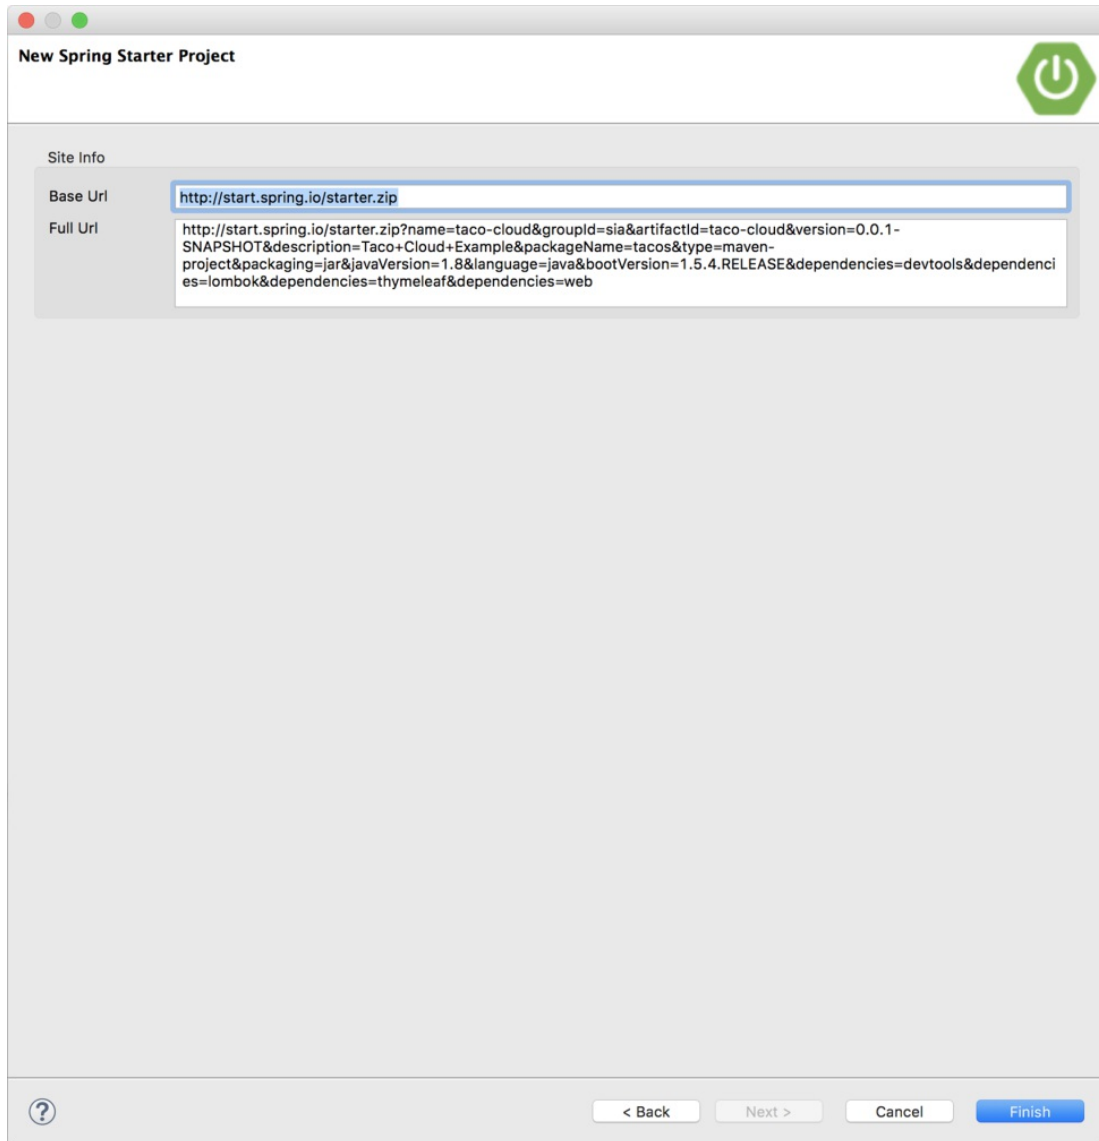 New Spring Starter Project
Site Info
Base Url
http://start.spring.io/starter.zip
Full Url
http://start.spring.io/starter.zip?name=taco-cloud&groupId=sia&artifactId=taco-cloud&version=0.0.1-
SNAPSHOT&description=Taco+Cloud+Example&packageName=tacos&type=maven-
project&packaging=jar&javaVersion=1.8&language=java&bootVersion=1.5.4.RELEASE&dependencies=devtools&dependenci
es=lombok&dependencies=thymeleaf&dependencies=web
?
< Back
Next >
Cancel
Finish